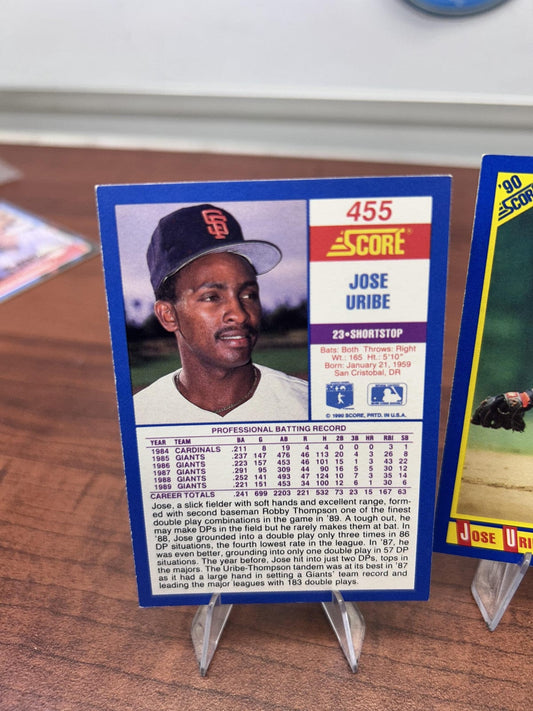 SF
455
SCORE
JOSE
URIBE
23•SHORTSTOP
Bats: Both Throws: Right
Wt.: 165 Ht.: 5'10"
Born: January 21, 1959
San Cristobal, DR
© 1990 SCORE, PRTD. IN U.S.A.
PROFESSIONAL BATTING RECORD
YEAR TEAM BA G AB R H 2B 3B HR RBI SB
1984 CARDINALS .211 8 19 4 4 0 0 0 3 1
1985 GIANTS .237 147 476 46 113 20 4 3 26 8
1986 GIANTS .223 157 453 46 101 15 1 3 43 22
1987 GIANTS .291 95 309 44 90 16 5 5 30 12
1988 GIANTS .252 141 493 47 124 10 7 3 35 14
1989 GIANTS .221 151 453 34 100 12 6 1 30 6
CAREER TOTALS .241 699 2203 221 532 73 23 15 167 63
Jose, a slick fielder with soft hands and excellent range, form-
ed with second baseman Robby Thompson one of the finest
double play combinations in the game in '89. A tough out, he
may make DPs in the field but he rarely makes them at bat. In
'88, Jose grounded into a double play only three times in 86
DP situations, the fourth lowest rate in the league. In '87, he
was even better, grounding into only one double play in 57 DP
situations. The year before, Jose hit into just two DPs, tops in
the majors. The Uribe-Thompson tandem was at its best in '87
as it had a large hand in setting a Giants' team record and
leading the major leagues with 183 double plays.
'90
SCORE
JOSE URI